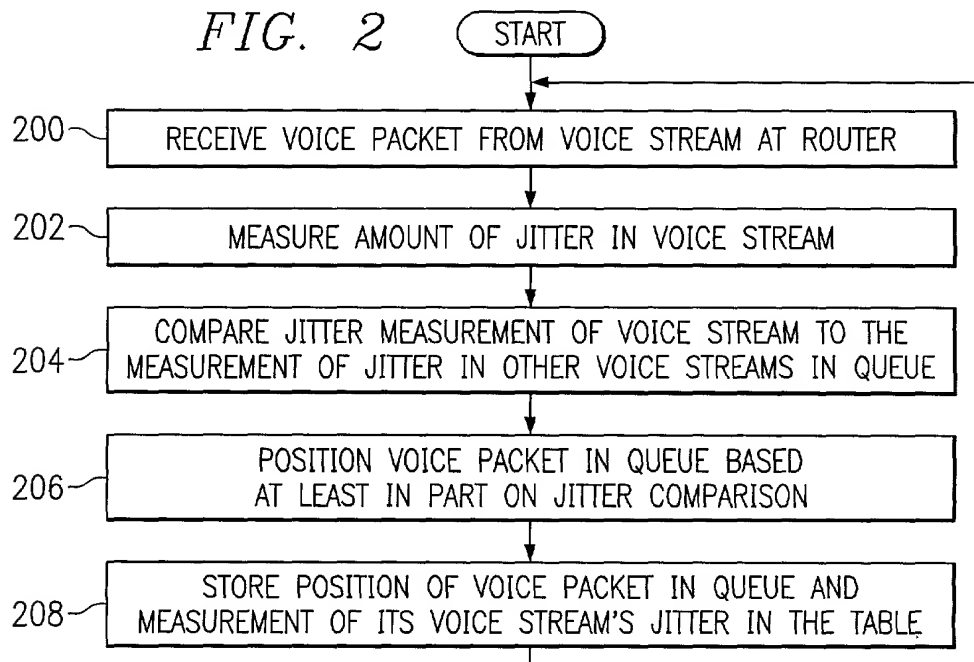 FIG. 2
START
200
RECEIVE VOICE PACKET FROM VOICE STREAM AT ROUTER
202
MEASURE AMOUNT OF JITTER IN VOICE STREAM
204
COMPARE JITTER MEASUREMENT OF VOICE STREAM TO THE
MEASUREMENT OF JITTER IN OTHER VOICE STREAMS IN QUEUE
206
POSITION VOICE PACKET IN QUEUE BASED
AT LEAST IN PART ON JITTER COMPARISON
208
STORE POSITION OF VOICE PACKET IN QUEUE AND
MEASUREMENT OF ITS VOICE STREAM'S JITTER IN THE TABLE